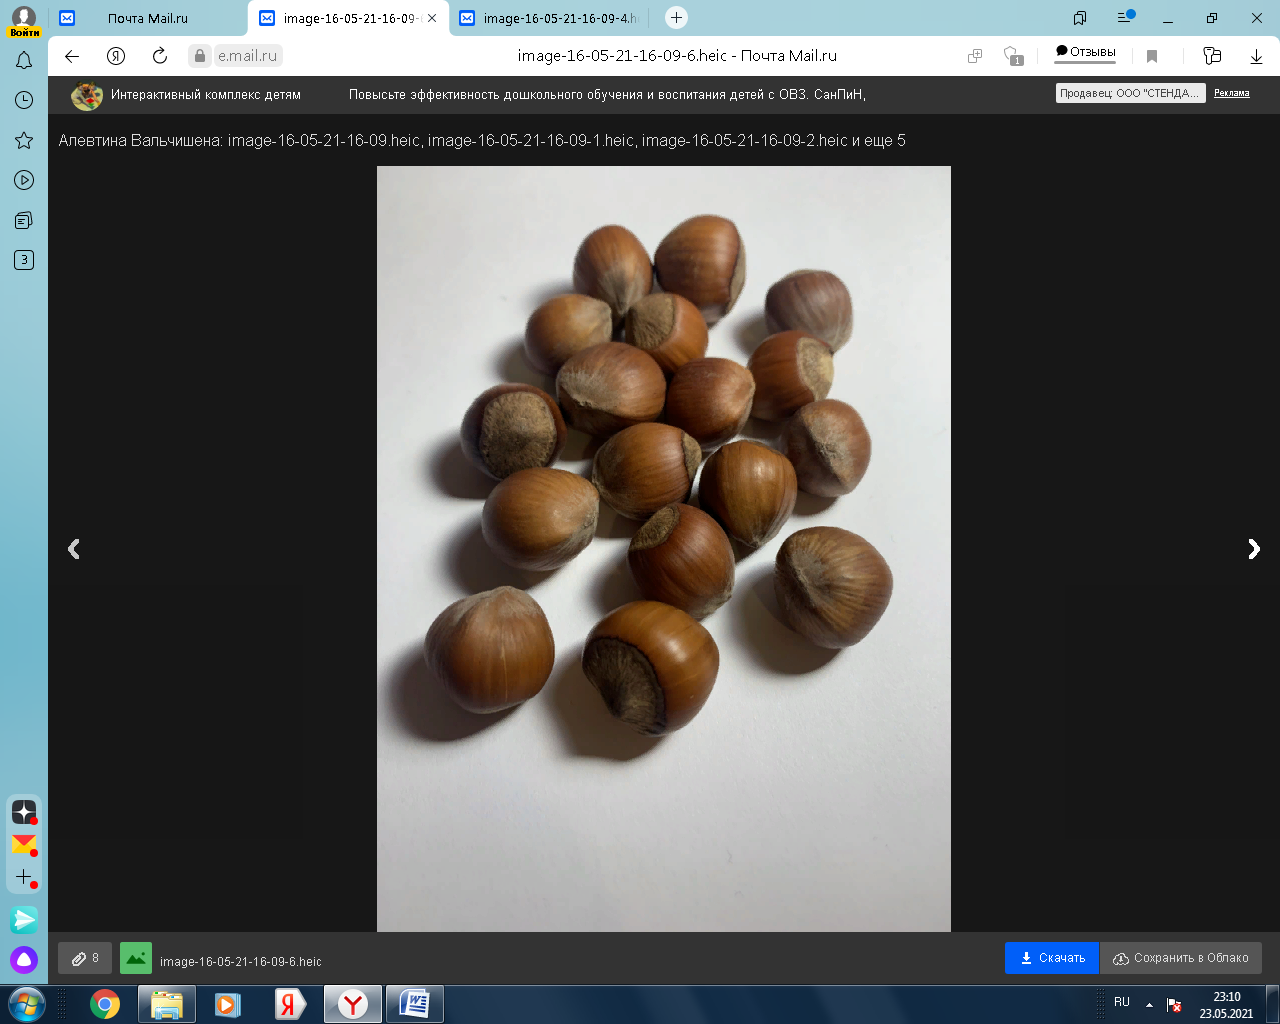 Войти
Почта Mail.ru
image-16-05-21-16-09-
image-16-05-21-16-09-4.h
e.mail.ru
image-16-05-21-16-09-6.heic - Почта Mail.ru
1
Отзывы
Интерактивный комплекс детям
Повысьте эффективность дошкольного обучения и воспитания детей с ОВЗ. СанПиН,
Продавец: ООО "СТЕНДА...
Реклама
Алевтина Вальчишена: image-16-05-21-16-09.heic, image-16-05-21-16-09-1.heic, image-16-05-21-16-09-2.heic и еще 5
3
8
image-16-05-21-16-09-6.heic
Скачать
Сохранить в Облако
RU
23:10
23.05.2021